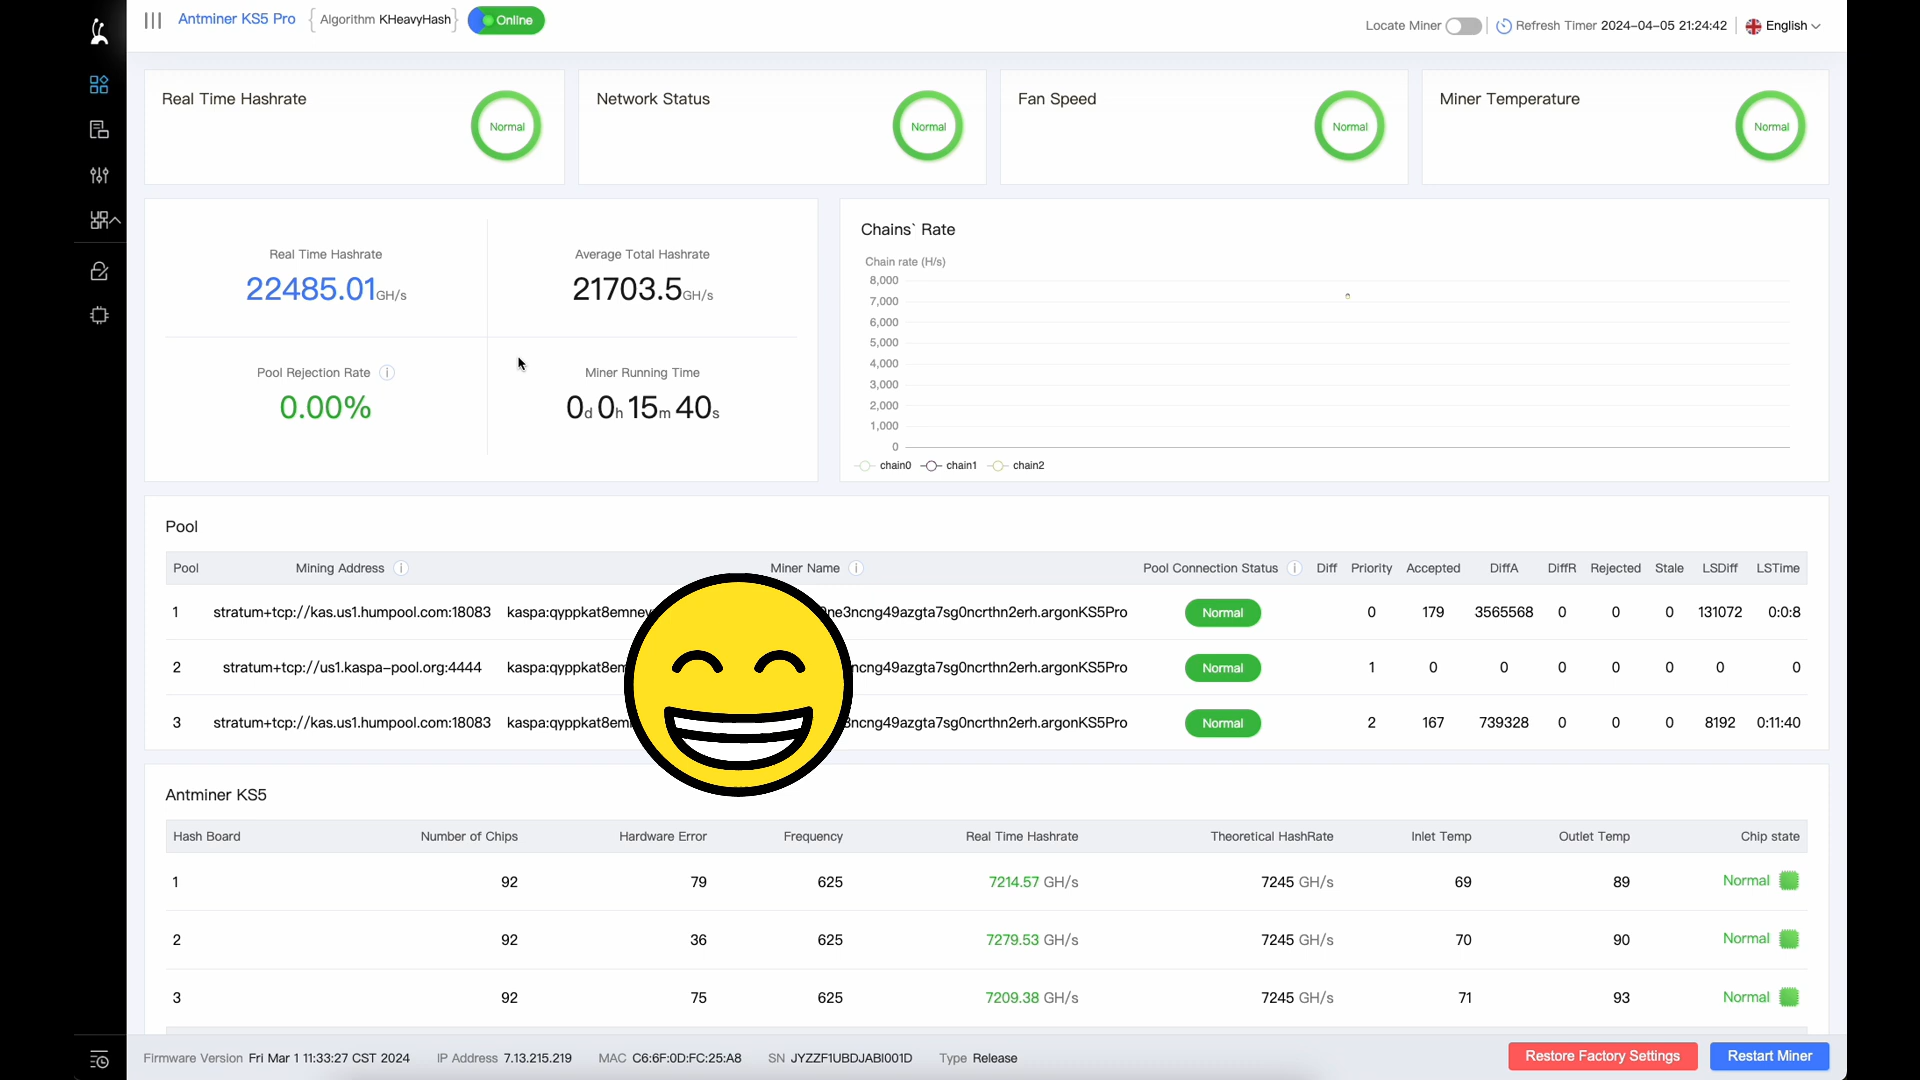 Antminer KS5 Pro
Algorithm KHeavyHash
Online
Locate Miner
Refresh Timer 2024-04-05 21:24:42
English
Real Time Hashrate
Normal
Network Status
Normal
Fan Speed
Normal
Miner Temperature
Normal
Real Time Hashrate
22485.01GH/s
Average Total Hashrate
21703.5GH/s
Pool Rejection Rate
0.00%
Miner Running Time
0d 0h 15m 40s
Chains` Rate
Chain rate (H/s)
8,000
7,000
6,000
5,000
4,000
3,000
2,000
1,000
0
chain0 chain1 chain2
Pool
Pool Mining Address Miner Name Pool Connection Status Diff Priority Accepted DiffA DiffR Rejected Stale LSDiff LSTime
1 stratum+tcp://kas.us1.humpool.com:18083 ne3ncng49azgta7sg0ncrthn2erh.argonKS5Pro Normal 0 179 3565568 0 0 0 131072 0:0:8
2 stratum+tcp://us1.kaspa-pool.org:4444 ncng49azgta7sg0ncrthn2erh.argonKS5Pro Normal 1 0 0 0 0 0 0 0
3 stratum+tcp://kas.us1.humpool.com:18083 ncng49azgta7sg0ncrthn2erh.argonKS5Pro Normal 2 167 739328 0 0 0 8192 0:11:40
Antminer KS5
Hash Board Number of Chips Hardware Error Frequency Real Time Hashrate Theoretical HashRate Inlet Temp Outlet Temp Chip state
1 92 79 625 7214.57 GH/s 7245 GH/s 69 89 Normal
2 92 36 625 7279.53 GH/s 7245 GH/s 70 90 Normal
3 92 75 625 7209.38 GH/s 7245 GH/s 71 93 Normal
Firmware Version Fri Mar 1 11:33:27 CST 2024 IP Address 7.13.215.219 MAC C6:6F:0D:FC:25:A8 SN JYZZF1UBDJABI001D Type Release
Restore Factory Settings
Restart Miner